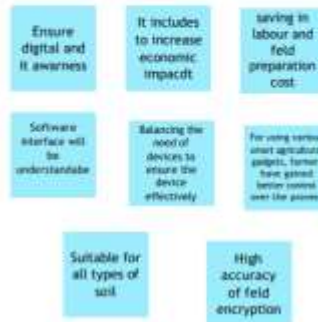 Ensure
digital and
it awarness
It includes
to increase
economic
impacdt
saving in
labour and
feld
preparation
cost
Software
interface will
be
understandabe
Balancing the
need of
devices to
ensure the
device
effectively
For using various
smart agriculture
gadgets, farmers
have gained
better control
over the process
Suitable for
all types of
soil
High
accuracy
of feld
encryption